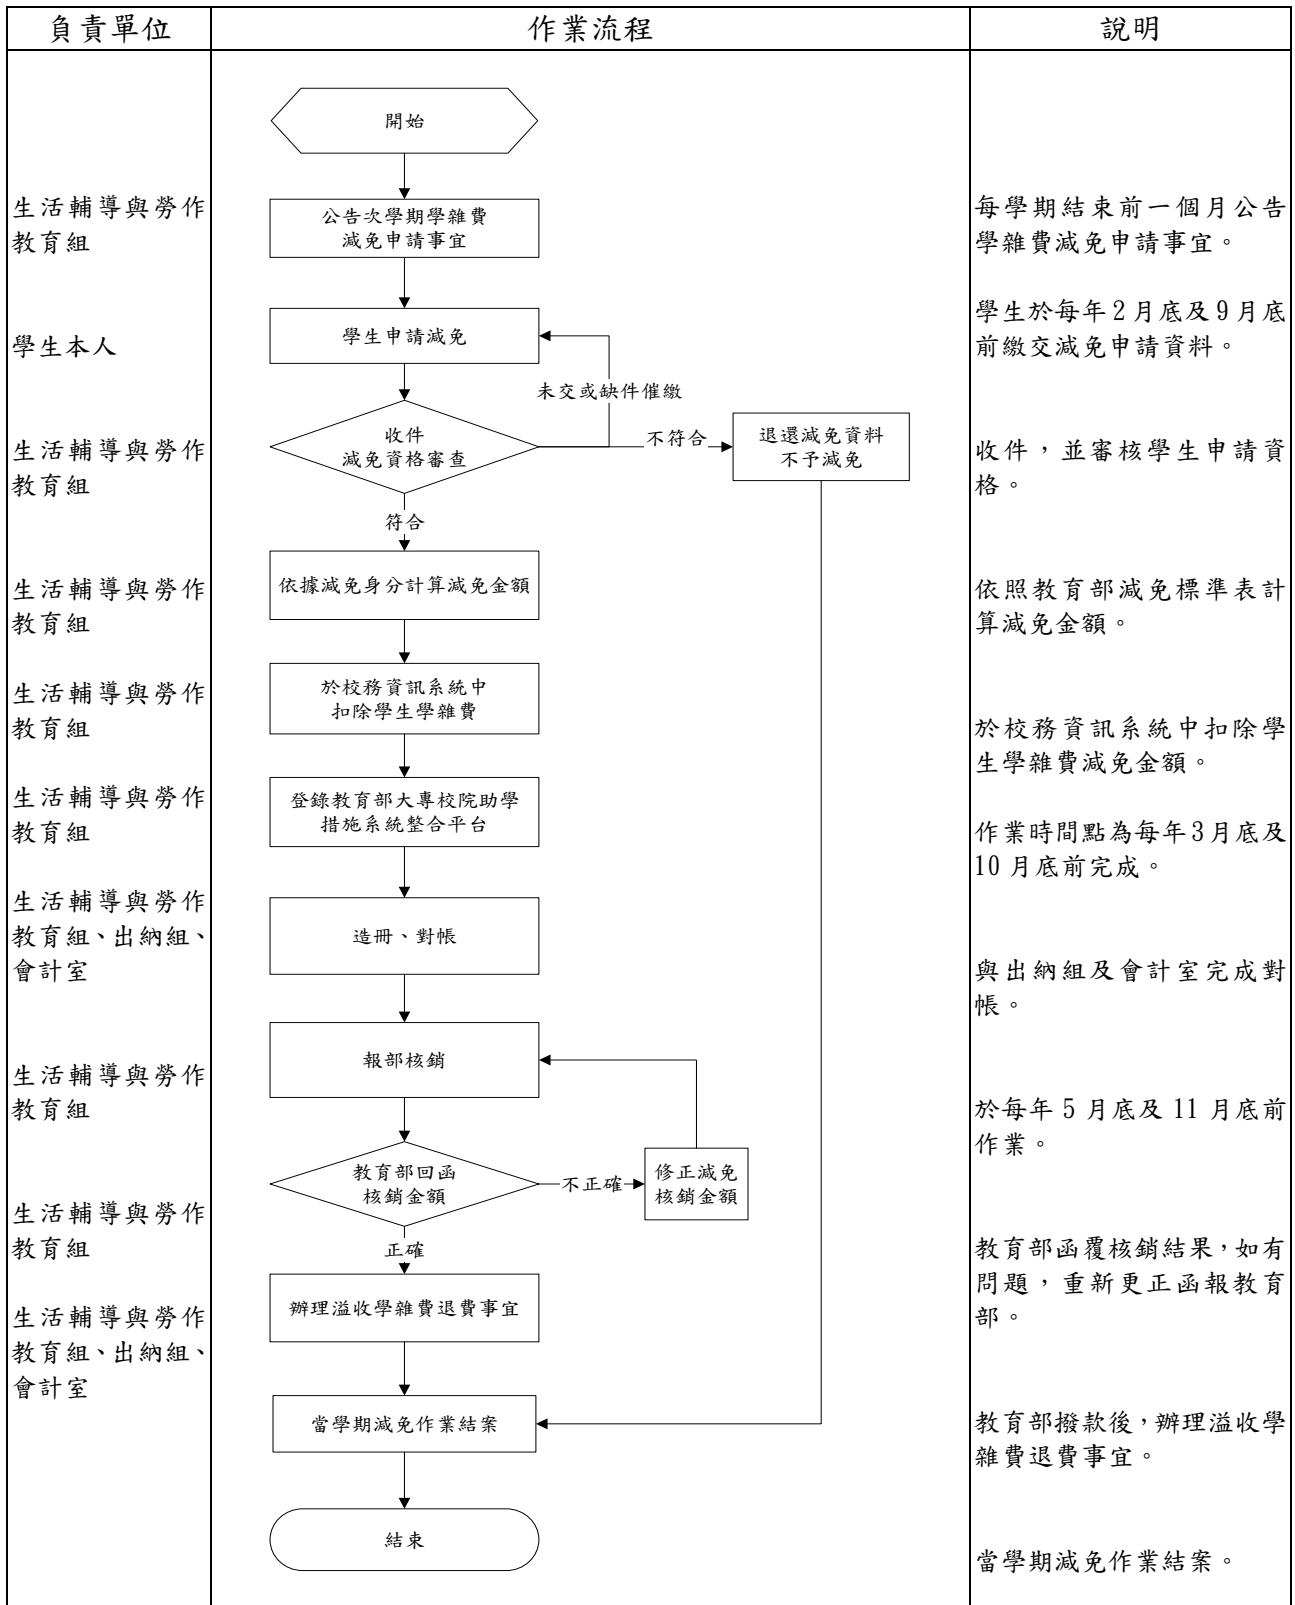 負責單位
作業流程
說明
生活輔導與勞作
教育組
學生本人
生活輔導與勞作
教育組
生活輔導與勞作
教育組
生活輔導與勞作
教育組
生活輔導與勞作
教育組
生活輔導與勞作
教育組、出納組、
會計室
生活輔導與勞作
教育組
生活輔導與勞作
教育組
生活輔導與勞作
教育組、出納組、
會計室
開始
公告次學期學雜費
減免申請事宜
學生申請減免
未交或缺件催繳
收件
減免資格審查
不符合
退還減免資料
不予減免
符合
依據減免身分計算減免金額
於校務資訊系統中
扣除學生學雜費
登錄教育部大專校院助學
措施系統整合平台
造冊、對帳
報部核銷
教育部回函
核銷金額
不正確
修正減免
核銷金額
正確
辦理溢收學雜費退費事宜
當學期減免作業結案
結束
每學期結束前一個月公告
學雜費減免申請事宜。
學生於每年2月底及9月底
前繳交減免申請資料。
收件，並審核學生申請資
格。
依照教育部減免標準表計
算減免金額。
於校務資訊系統中扣除學
生學雜費減免金額。
作業時間點為每年3月底及
10月底前完成。
與出納組及會計室完成對
帳。
於每年 5 月底及 11 月底前
作業。
教育部函覆核銷結果，如有
問題，重新更正函報教育
部。
教育部撥款後，辦理溢收學
雜費退費事宜。
當學期減免作業結案。